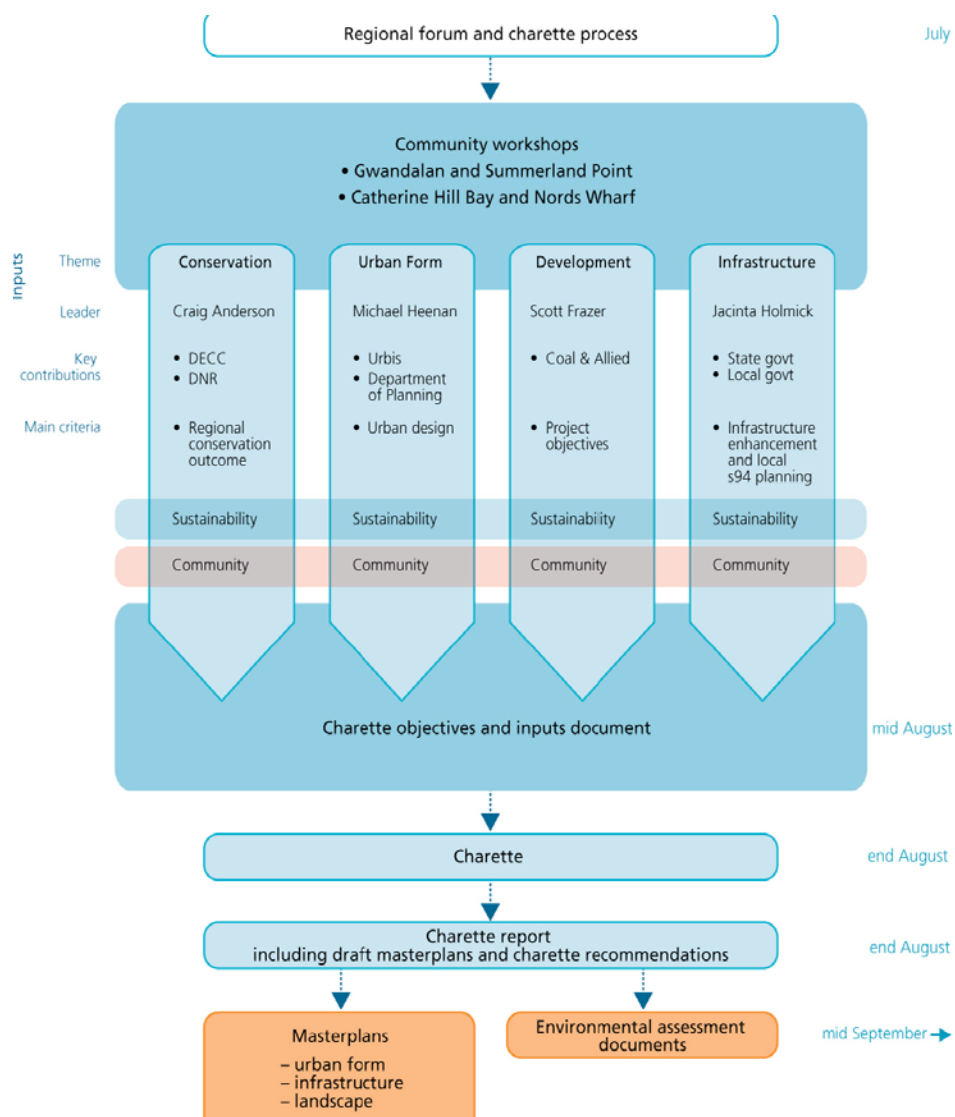 Regional forum and charette process
July
Community workshops
• Gwandalan and Summerland Point
• Catherine Hill Bay and Nords Wharf
Inputs
Theme
Conservation
Urban Form
Development
Infrastructure
Leader
Craig Anderson
Michael Heenan
Scott Frazer
Jacinta Holmick
Key
contributions
• DECC
• DNR
• Urbis
• Department
of Planning
• Coal & Allied
• State govt
• Local govt
Main criteria
• Regional
conservation
outcome
• Urban design
• Project
objectives
• Infrastructure
enhancement
and local
s94 planning
Sustainability
Sustainability
Sustainability
Sustainability
Community
Community
Community
Community
Charette objectives and inputs document
mid August
Charette
end August
Charette report
including draft masterplans and charette recommendations
end August
Masterplans
– urban form
– infrastructure
– landscape
Environmental assessment
documents
mid September